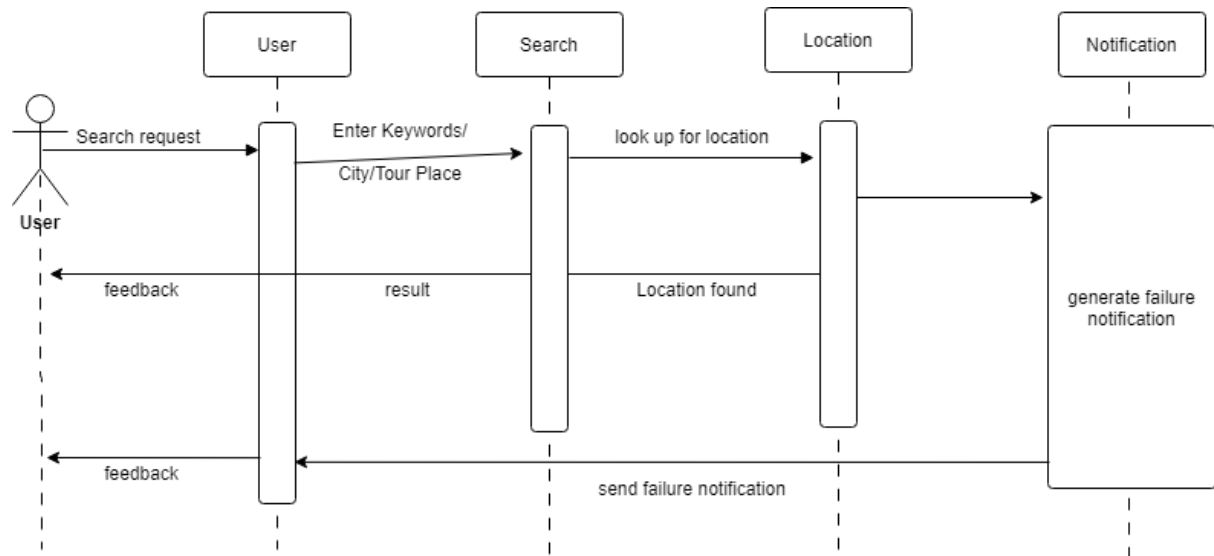 User
Search
Location
Notification
Search request
Enter Keywords/
City/Tour Place
look up for location
User
feedback
result
Location found
generate failure
notification
feedback
send failure notification